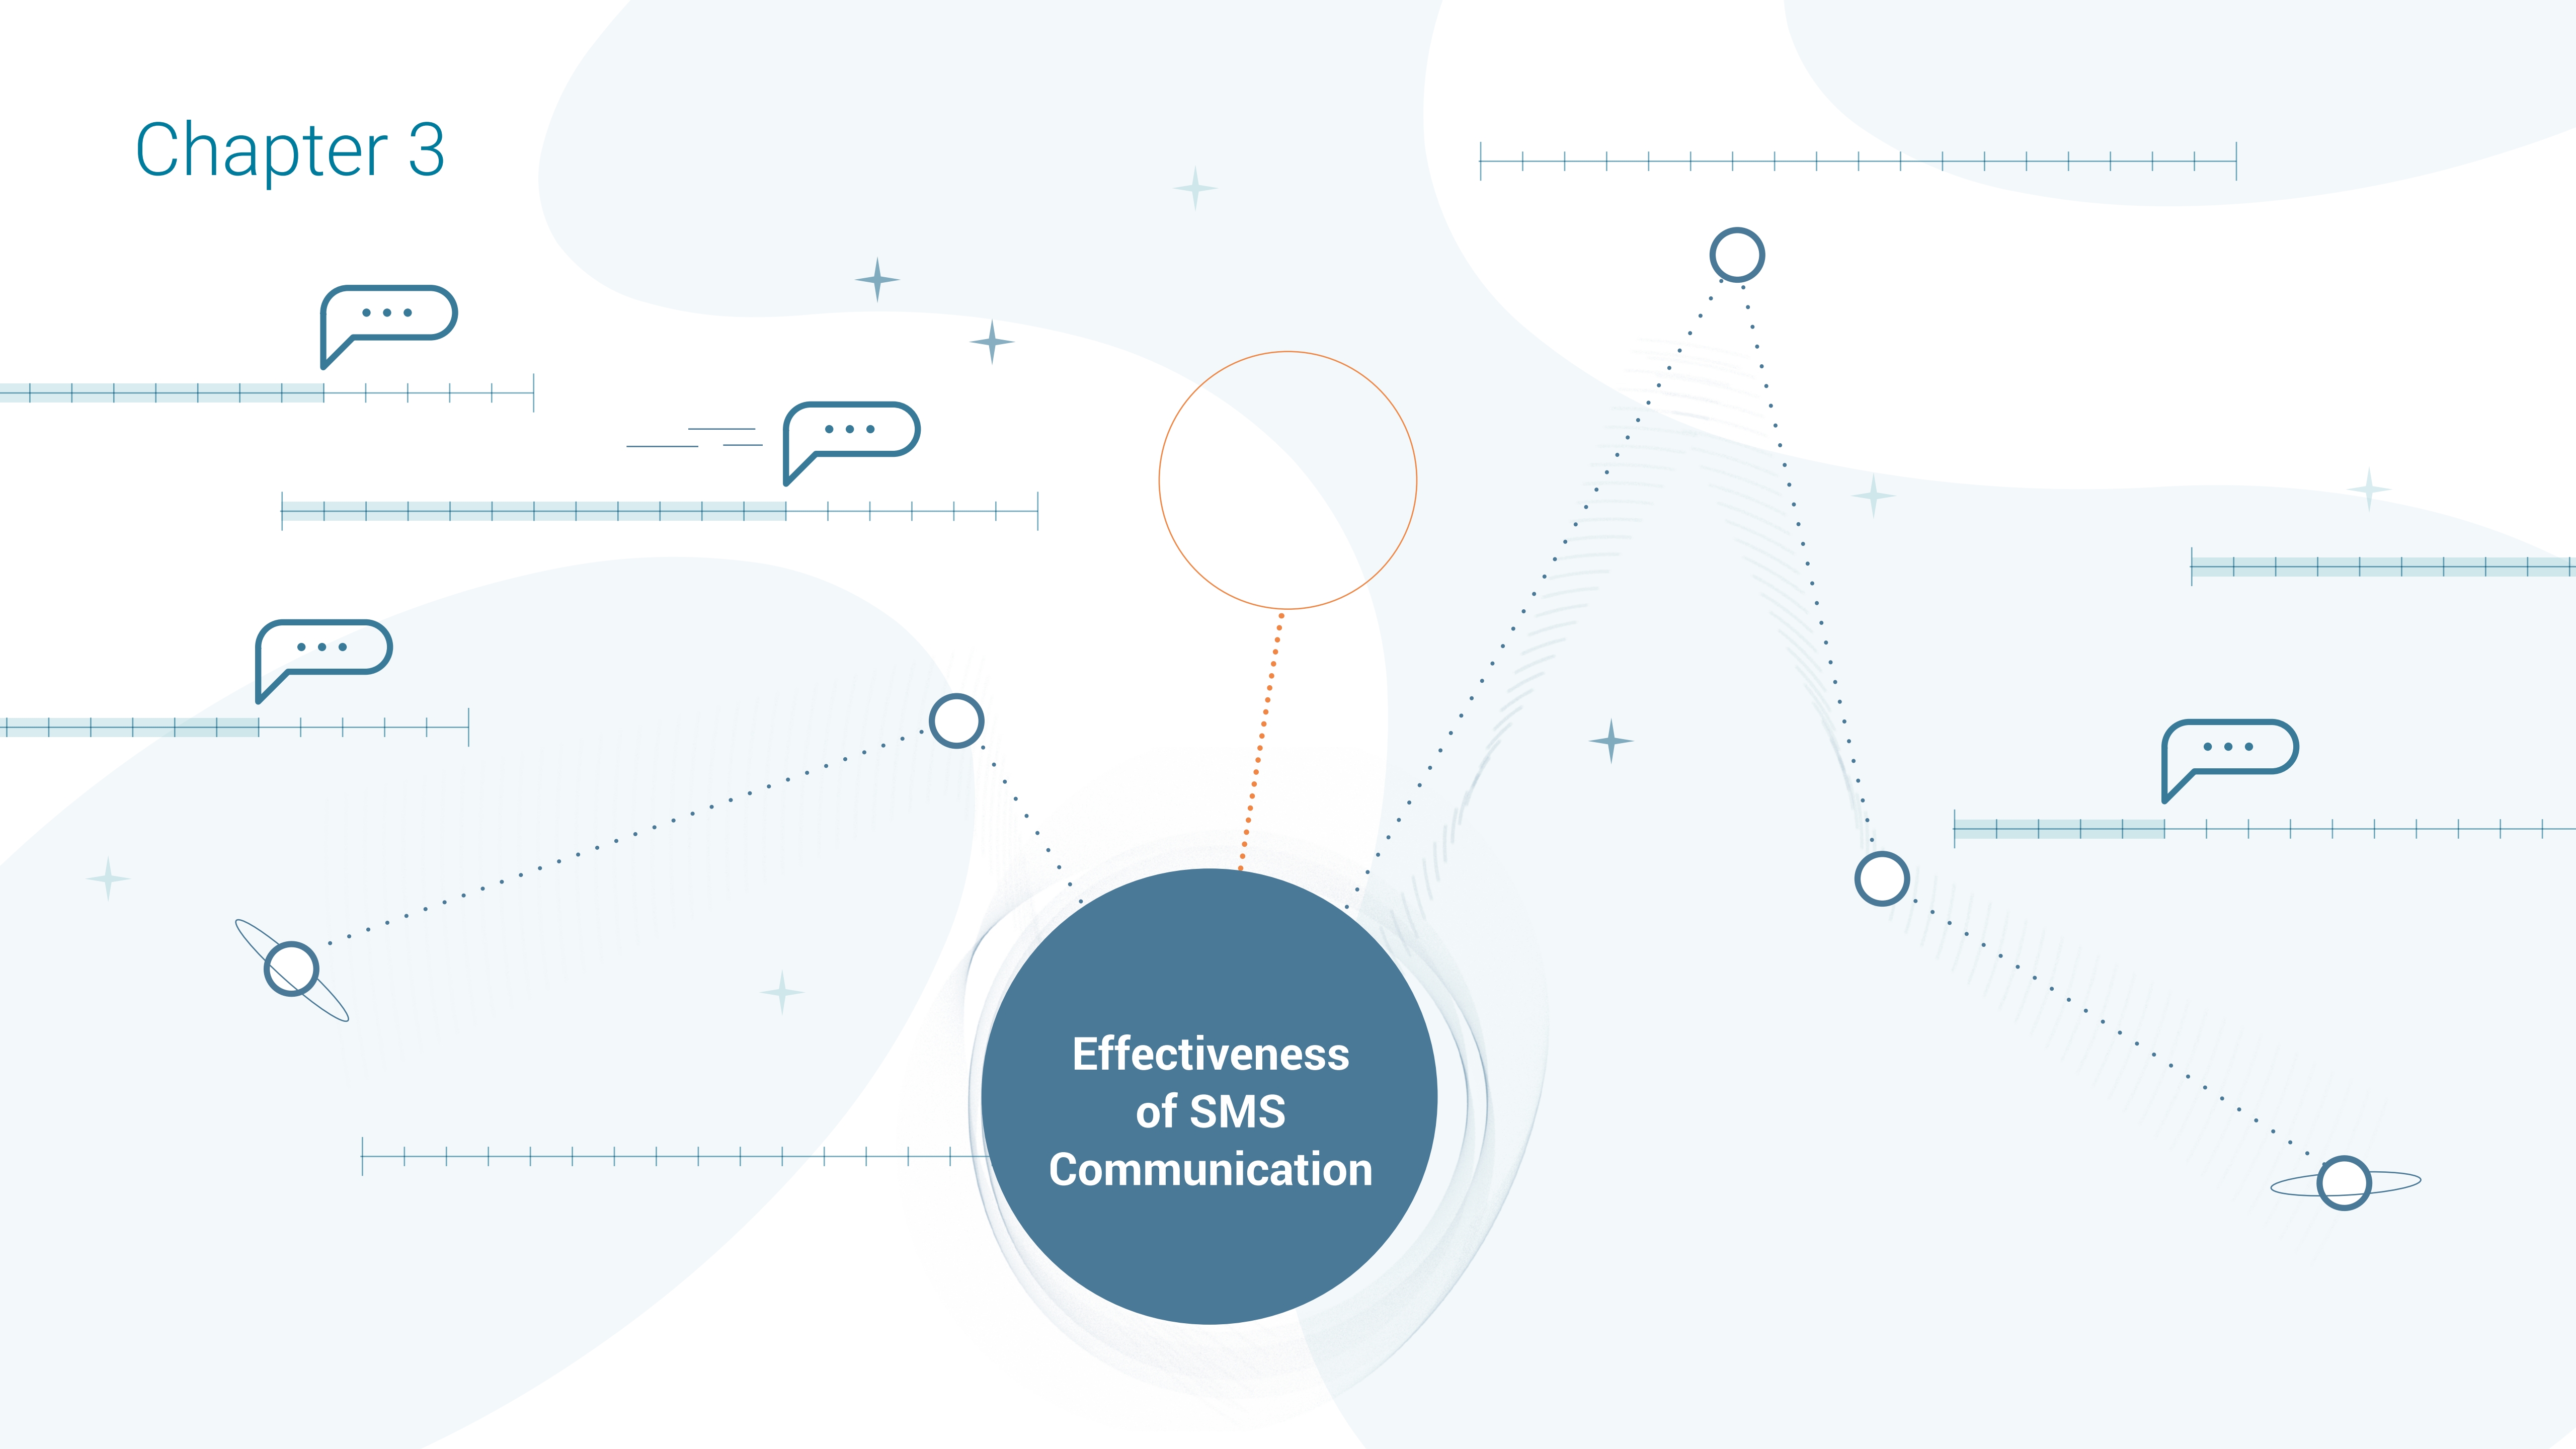 Chapter 3
Effectiveness
of SMS
Communication